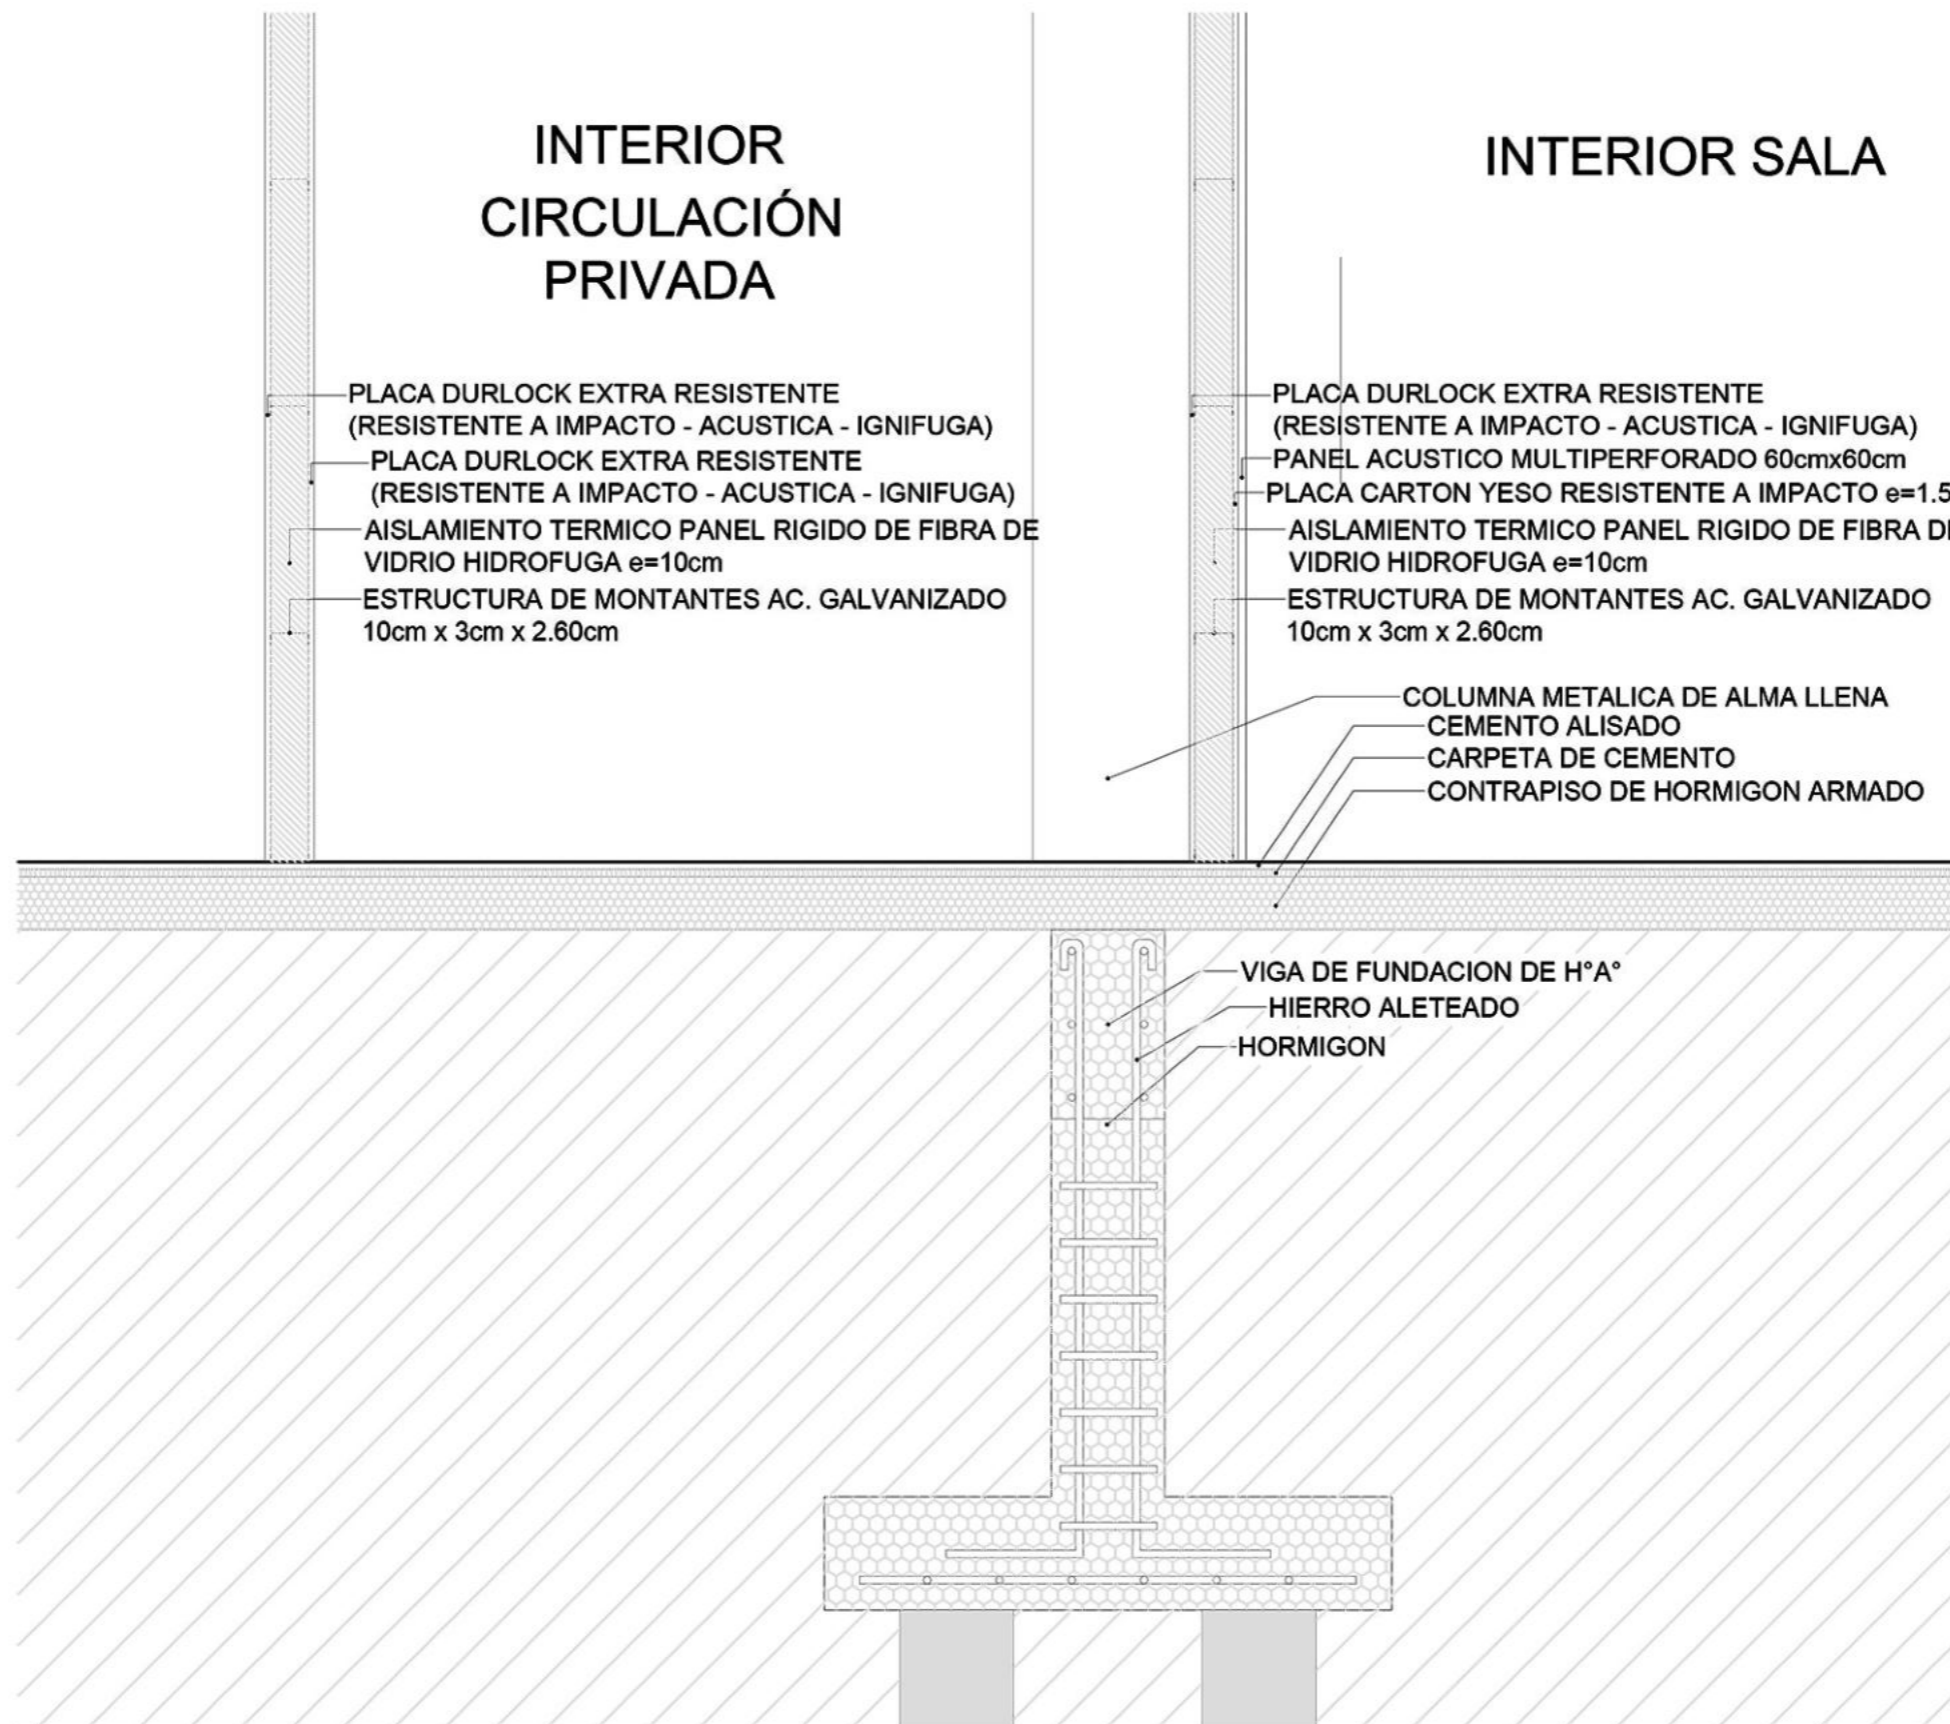 INTERIOR
CIRCULACIÓN
PRIVADA
INTERIOR SALA
PLACA DURLOCK EXTRA RESISTENTE
(RESISTENTE A IMPACTO - ACUSTICA - IGNIFUGA)
PLACA DURLOCK EXTRA RESISTENTE
(RESISTENTE A IMPACTO - ACUSTICA - IGNIFUGA)
AISLAMIENTO TERMICO PANEL RIGIDO DE FIBRA DE
VIDRIO HIDROFUGA e=10cm
ESTRUCTURA DE MONTANTES AC. GALVANIZADO
10cm x 3cm x 2.60cm
PLACA DURLOCK EXTRA RESISTENTE
(RESISTENTE A IMPACTO - ACUSTICA - IGNIFUGA)
PANEL ACUSTICO MULTIPERFORADO 60cmx60cm
PLACA CARTON YESO RESISTENTE A IMPACTO e=1.5
AISLAMIENTO TERMICO PANEL RIGIDO DE FIBRA DE
VIDRIO HIDROFUGA e=10cm
ESTRUCTURA DE MONTANTES AC. GALVANIZADO
10cm x 3cm x 2.60cm
COLUMNA METALICA DE ALMA LLENA
CEMENTO ALISADO
CARPETA DE CEMENTO
CONTRAPISO DE HORMIGON ARMADO
VIGA DE FUNDACION DE H°A°
HIERRO ALETEADO
HORMIGON